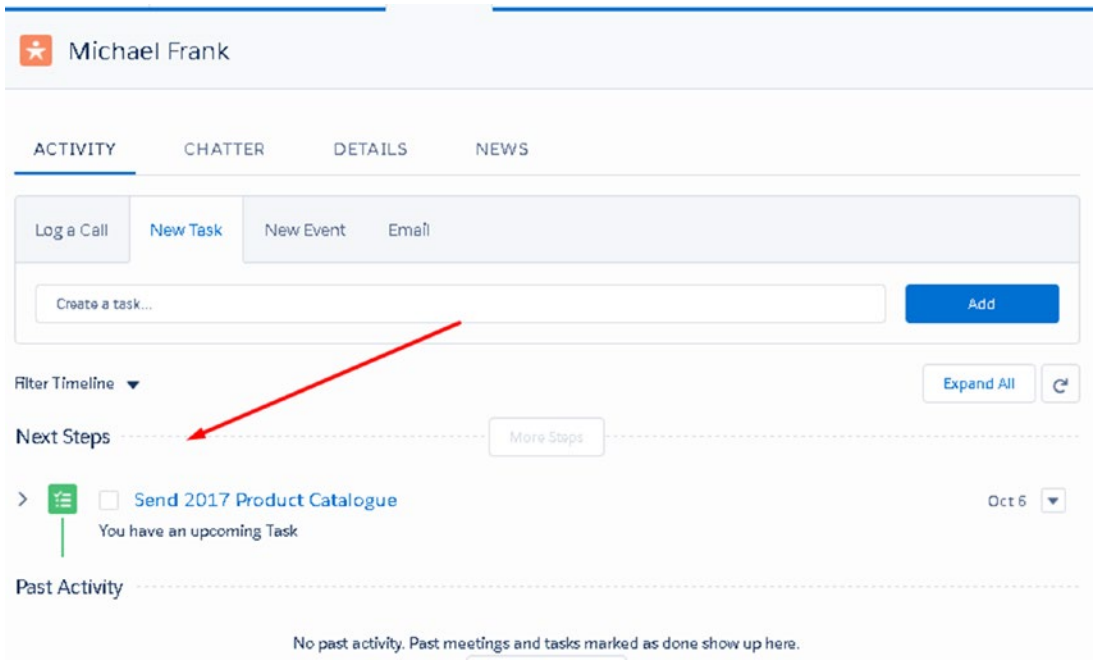 Michael Frank
ACTIVITY CHATTER DETAILS NEWS
Log a Call New Task New Event Email
Create a task... Add
Filter Timeline Expand All
Next Steps More Steps
Send 2017 Product Catalogue Oct 6
You have an upcoming Task
Past Activity
No past activity. Past meetings and tasks marked as done show up here.